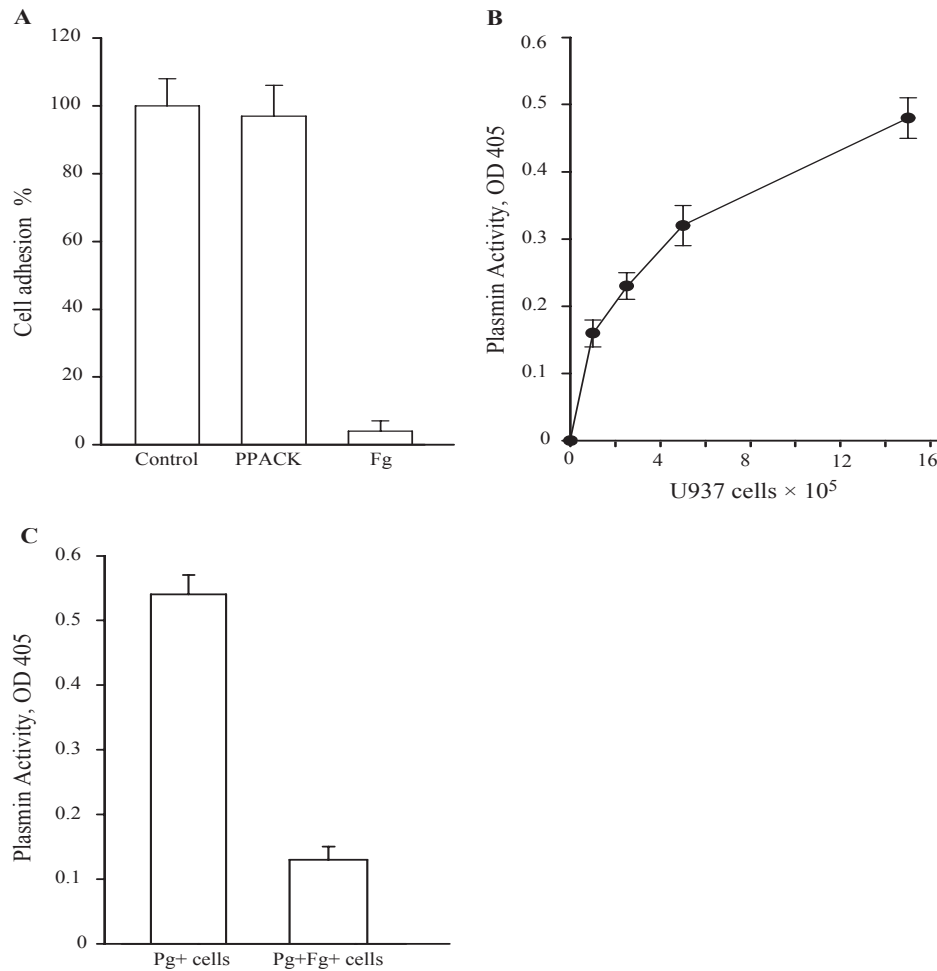 A
120
100
80
60
40
20
0
Cell adhesion %
Control PPACK Fg
B
0.6
0.5
0.4
0.3
0.2
0.1
0
Plasmin Activity, OD 405
0 4 8 12 16
U937 cells × 10⁵
C
0.6
0.5
0.4
0.3
0.2
0.1
0
Plasmin Activity, OD 405
Pg+ cells Pg+Fg+ cells